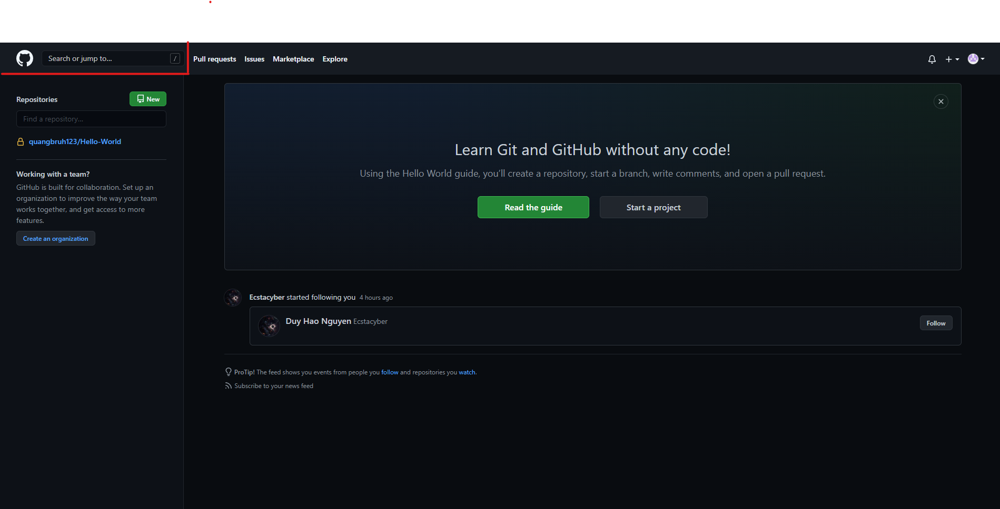 Search or jump to... /
Pull requests Issues Marketplace Explore
Repositories
New
Find a repository...
quangbruh123/Hello-World
Working with a team?
GitHub is built for collaboration. Set up an
organization to improve the way your team
works together, and get access to more
features.
Create an organization
Learn Git and GitHub without any code!
Using the Hello World guide, you’ll create a repository, start a branch, write comments, and open a pull request.
Read the guide
Start a project
Ecstacyber started following you 4 hours ago
Duy Hao Nguyen Ecstacyber
Follow
ProTip! The feed shows you events from people you follow and repositories you watch.
Subscribe to your news feed